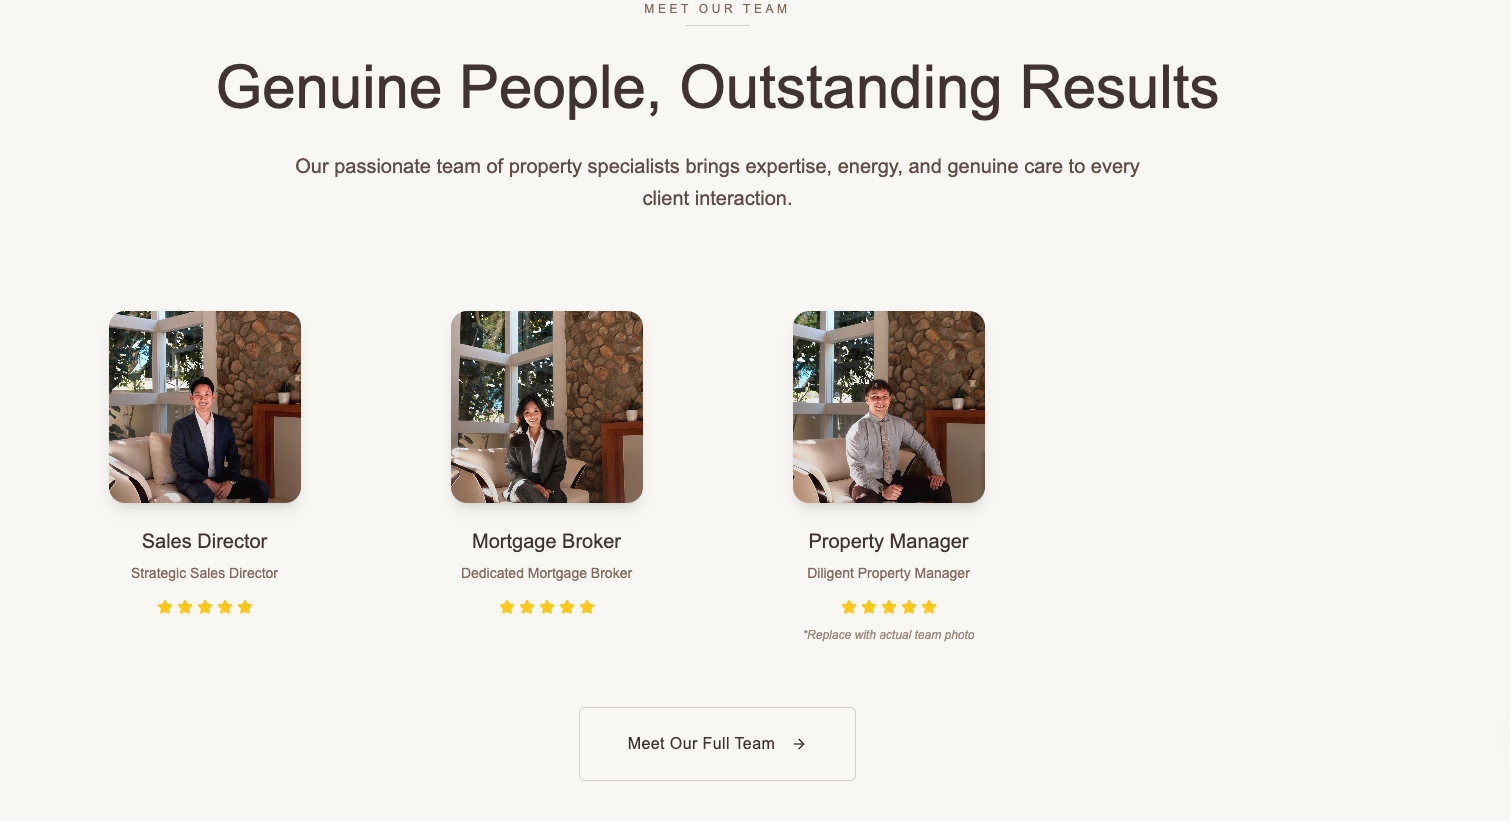 MEET OUR TEAM
Genuine People, Outstanding Results
Our passionate team of property specialists brings expertise, energy, and genuine care to every
client interaction.
Sales Director
Strategic Sales Director
Mortgage Broker
Dedicated Mortgage Broker
Property Manager
Diligent Property Manager
*Replace with actual team photo
Meet Our Full Team →